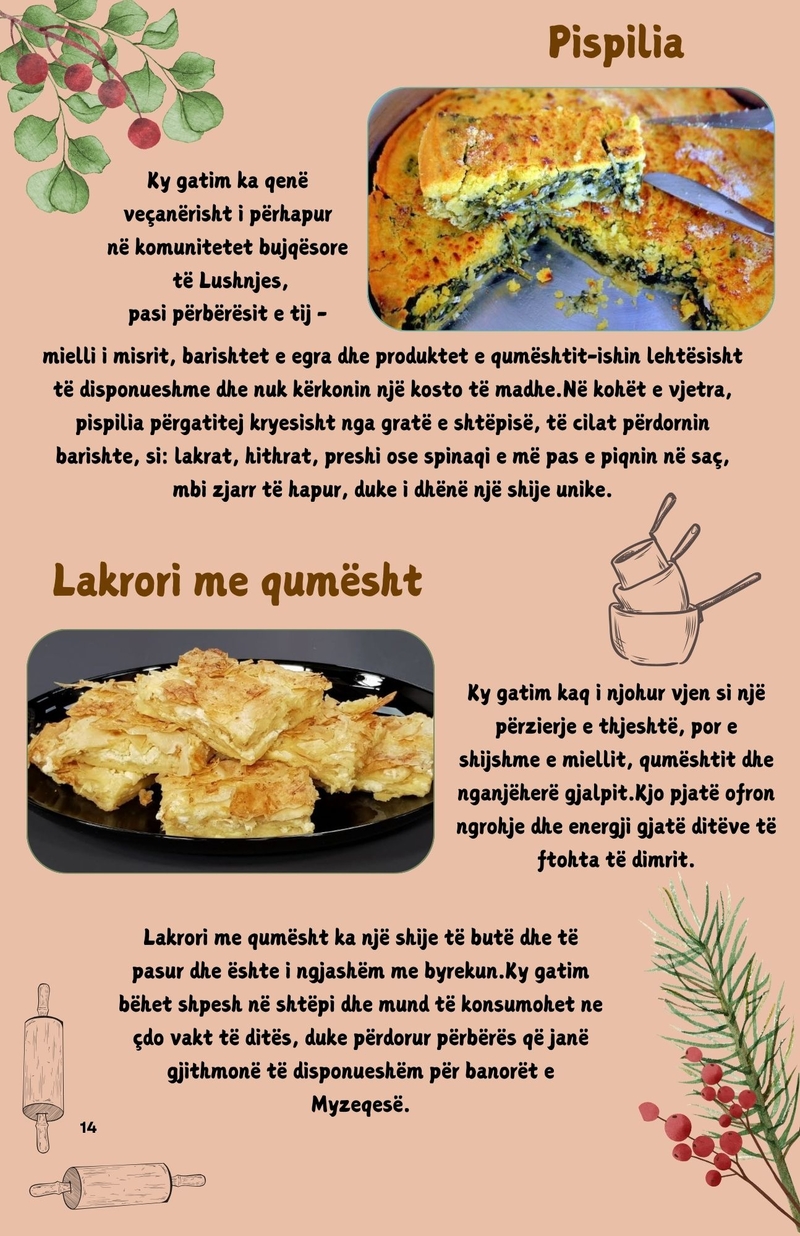 Pispilia
Ky gatim ka qenë
veçanërisht i përhapur
në komunitetet bujqësore
të Lushnjes,
pasi përbërësit e tij -
mielli i misrit, barishtet e egra dhe produktet e qumështit-ishin lehtësisht
të disponueshme dhe nuk kërkonin një kosto të madhe.Në kohët e vjetra,
pispilia përgatitej kryesisht nga gratë e shtëpisë, të cilat përdornin
barishte, si: lakrat, hithrat, preshi ose spinaqi e më pas e piqnin në saç,
mbi zjarr të hapur, duke i dhënë një shije unike.
Lakrori me qumësht
Ky gatim kaq i njohur vjen si një
përzierje e thjeshtë, por e
shijshme e miellit, qumështit dhe
nganjëherë gjalpit.Kjo pjatë ofron
ngrohje dhe energji gjatë ditëve të
ftohta të dimrit.
Lakrori me qumësht ka një shije të butë dhe të
pasur dhe është i ngjashëm me byrekun.Ky gatim
bëhet shpesh në shtëpi dhe mund të konsumohet ne
çdo vakt të ditës, duke përdorur përbërës që janë
gjithmonë të disponueshëm për banorët e
Myzeqesë.
14